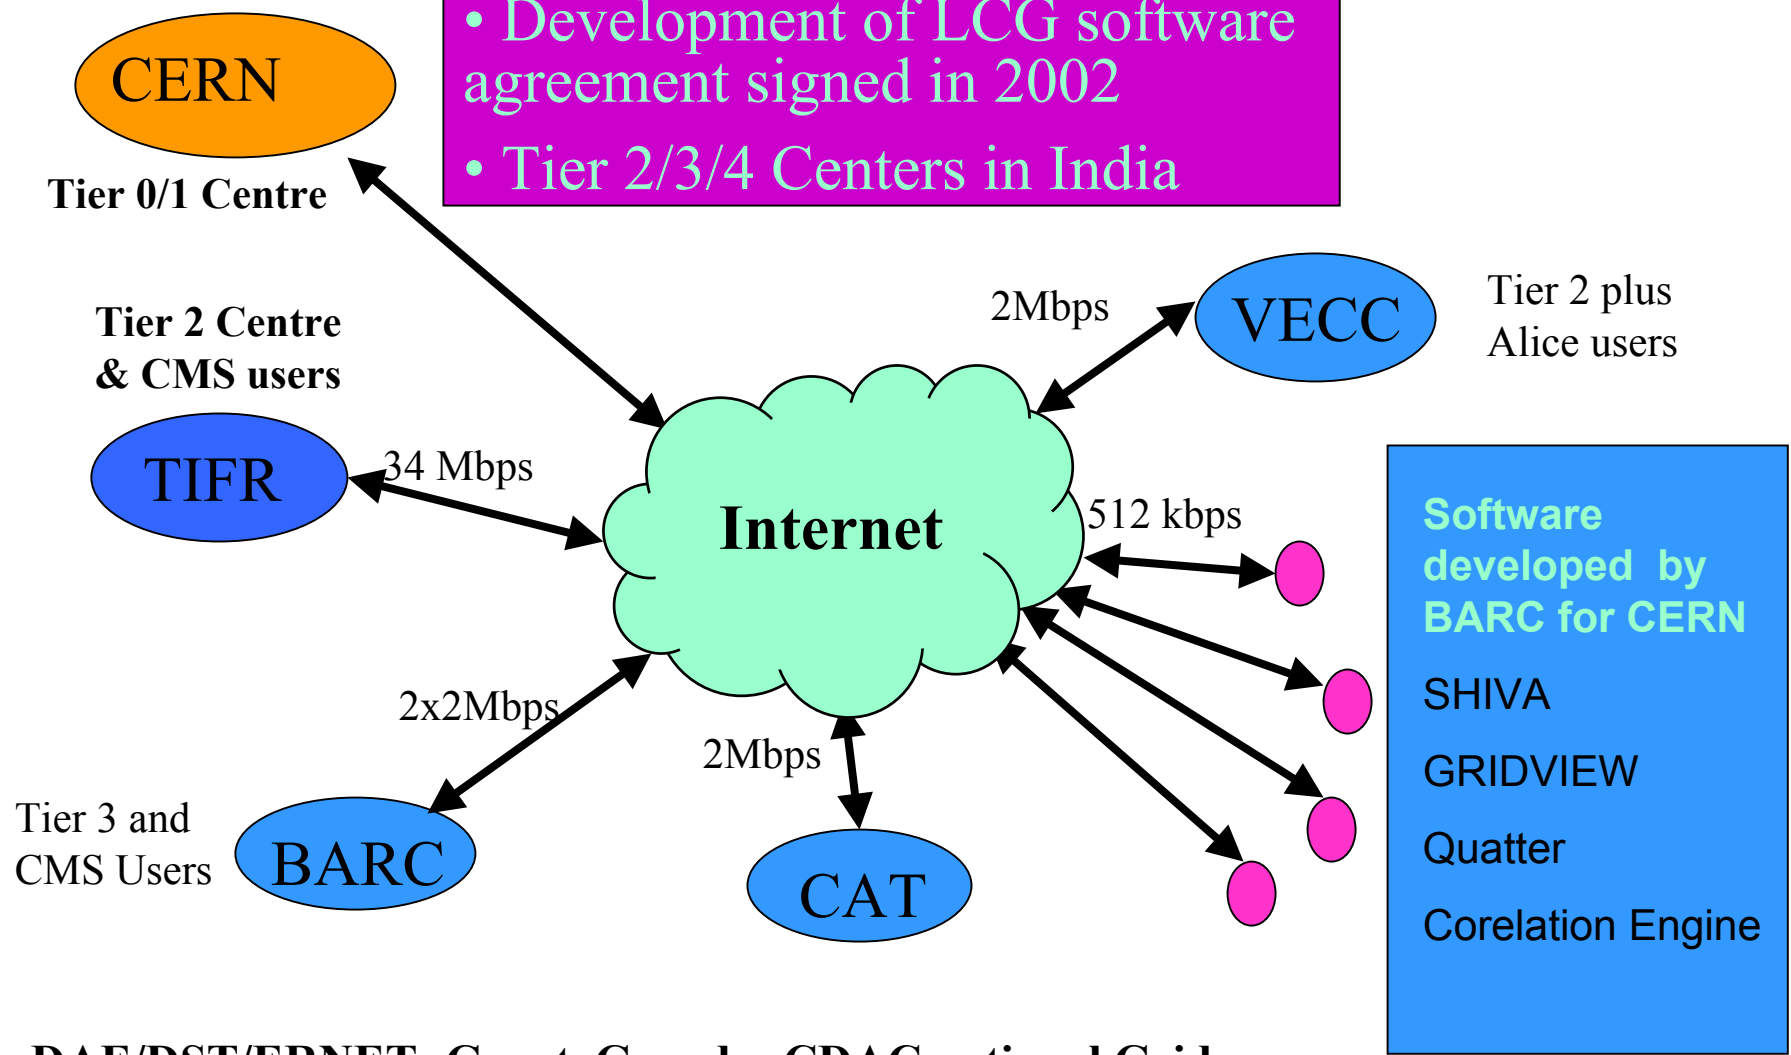 • Development of LCG software
agreement signed in 2002
• Tier 2/3/4 Centers in India
CERN
Tier 0/1 Centre
Tier 2 Centre
& CMS users
TIFR
34 Mbps
2Mbps
VECC
Tier 2 plus
Alice users
Internet
512 kbps
2x2Mbps
2Mbps
Tier 3 and
CMS Users
BARC
CAT
Software
developed by
BARC for CERN
SHIVA
GRIDVIEW
Quatter
Corelation Engine
DAE/DST/ERNET